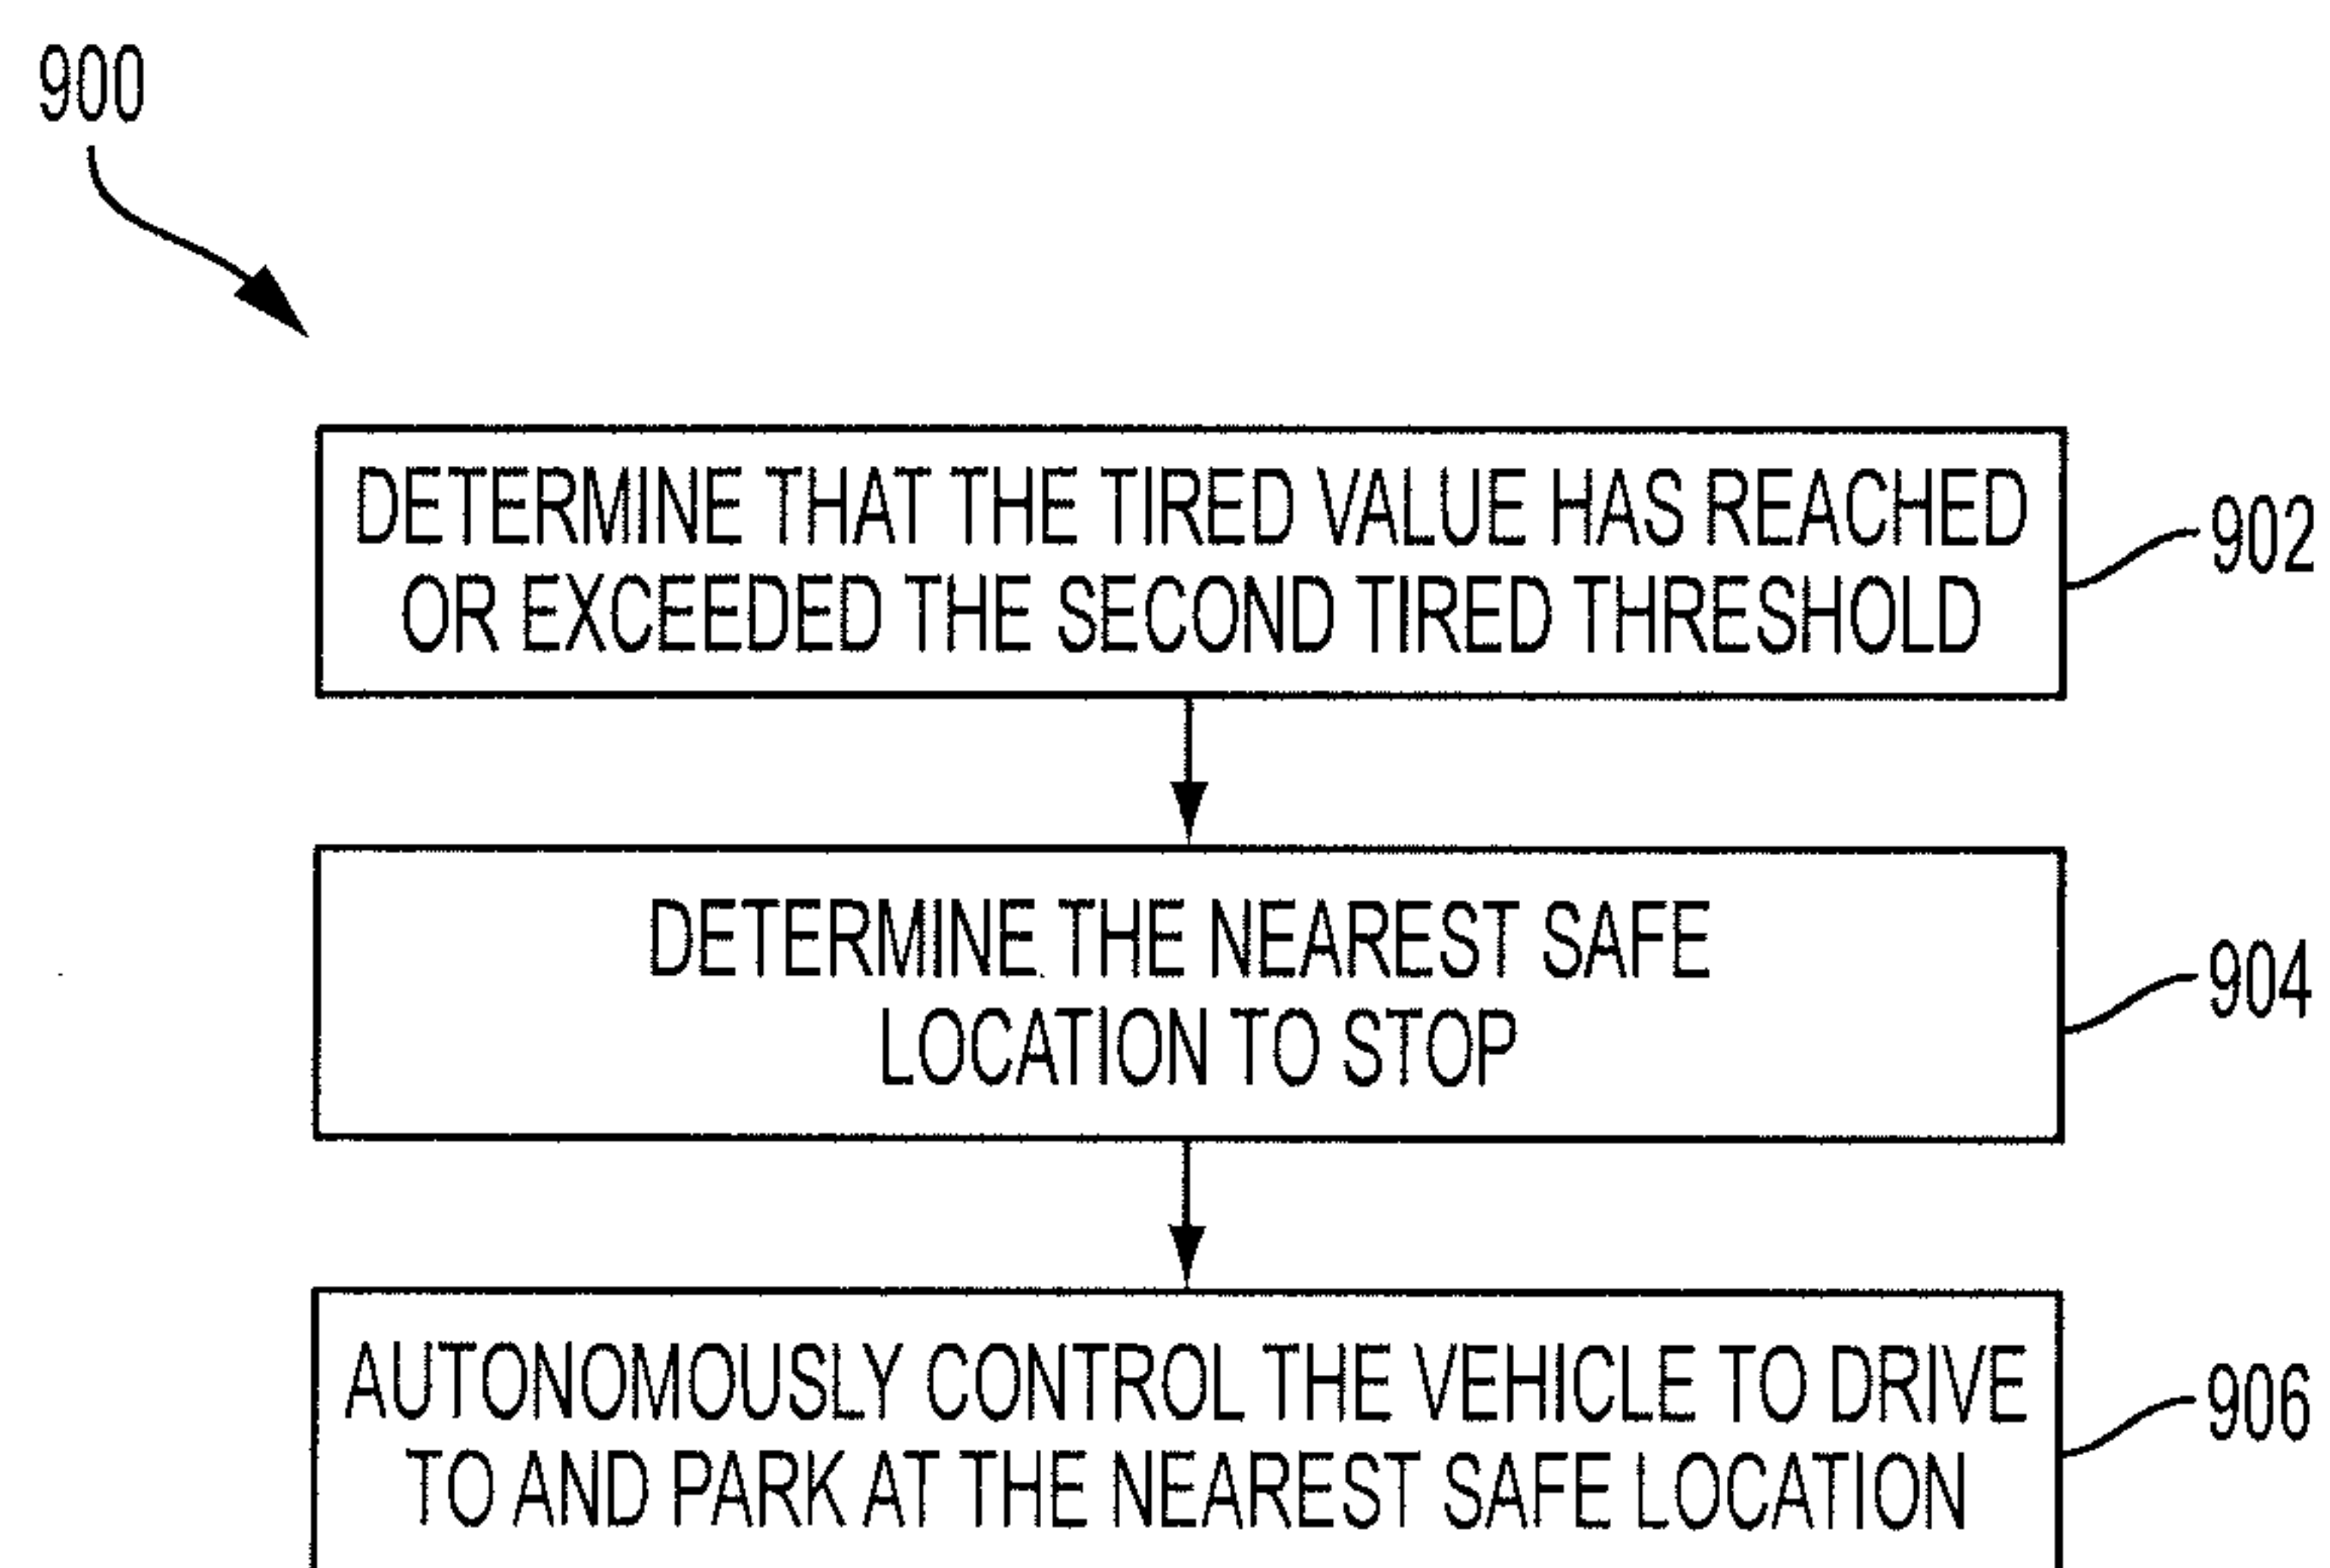 900
DETERMINE THAT THE TIRED VALUE HAS REACHED
OR EXCEEDED THE SECOND TIRED THRESHOLD
902
DETERMINE THE NEAREST SAFE
LOCATION TO STOP
904
AUTONOMOUSLY CONTROL THE VEHICLE TO DRIVE
TO AND PARK AT THE NEAREST SAFE LOCATION
906